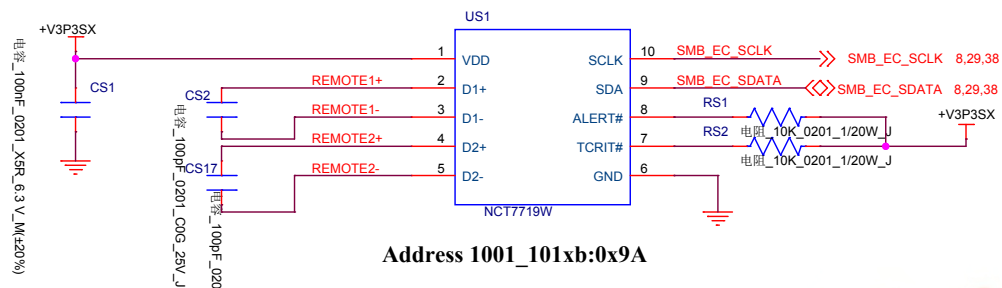 US1
+V3P3SX
电容_100nF_0201_X5R_6.3 V_M(±20%)
CS1
1 VDD
SCLK 10 SMB_EC_SCLK
SMB_EC_SCLK 8,29,38
CS2
REMOTE1+ 2 D1+
SDA 9 SMB_EC_SDATA
SMB_EC_SDATA 8,29,38
电容_100pF_0201_C0G_25V_J
REMOTE1- 3 D1-
ALERT# 8 RS1
电阻_10K_0201_1/20W_J
+V3P3SX
REMOTE2+ 4 D2+
TCRIT# 7 RS2
电阻_10K_0201_1/20W_J
CS17
电容_100pF_020
REMOTE2- 5 D2-
GND 6
NCT7719W
Address 1001_101xb:0x9A